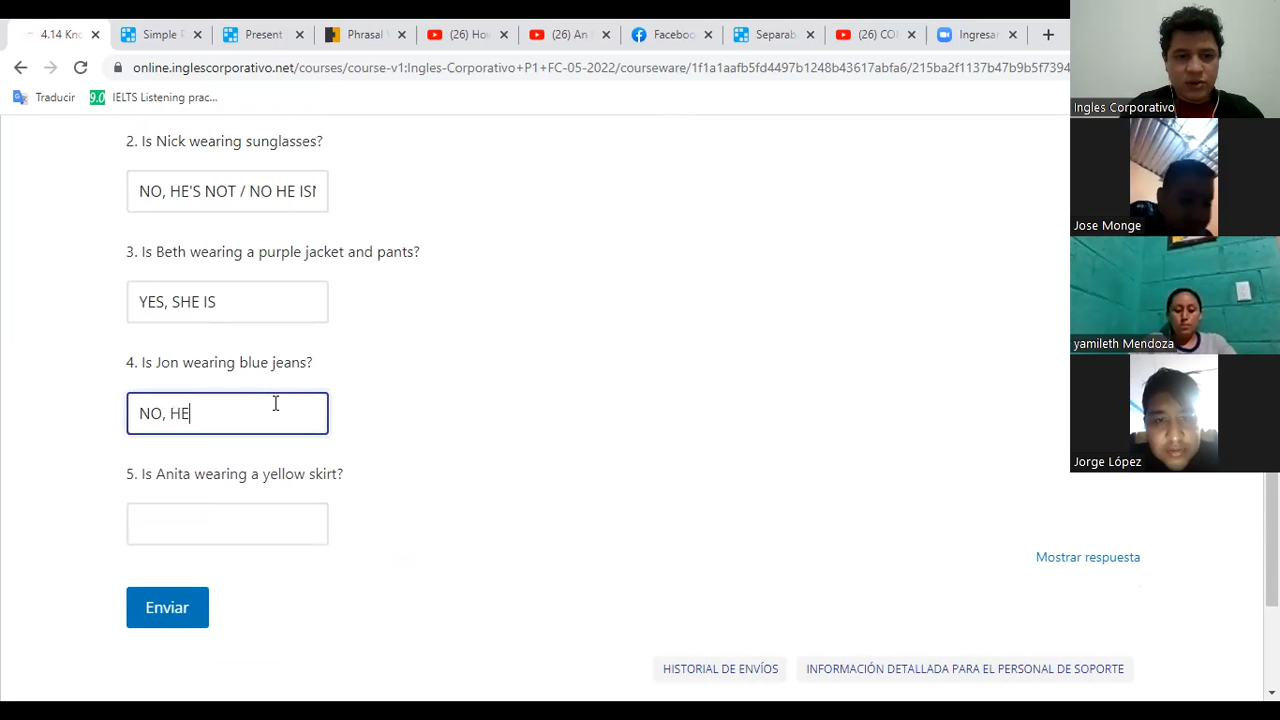 4.14 Kno
Simple
Present
Phrasal
(26) Ho
(26) An
Faceboo
Separab
(26) CO
Ingresar
online.inglescorporativo.net/courses/course-v1:Ingles-Corporativo+P1+FC-05-2022/courseware/1f1a1aafb5fd4497b1248b43617abfa6/215ba2f1137b47b9b5f7394
Traducir
9.0 IELTS Listening prac...
2. Is Nick wearing sunglasses?
NO, HE'S NOT / NO HE ISN
3. Is Beth wearing a purple jacket and pants?
YES, SHE IS
4. Is Jon wearing blue jeans?
NO, HE
5. Is Anita wearing a yellow skirt?
Mostrar respuesta
Enviar
HISTORIAL DE ENVÍOS
INFORMACIÓN DETALLADA PARA EL PERSONAL DE SOPORTE
Ingles Corporativo
Jose Monge
yamileth Mendoza
Jorge López